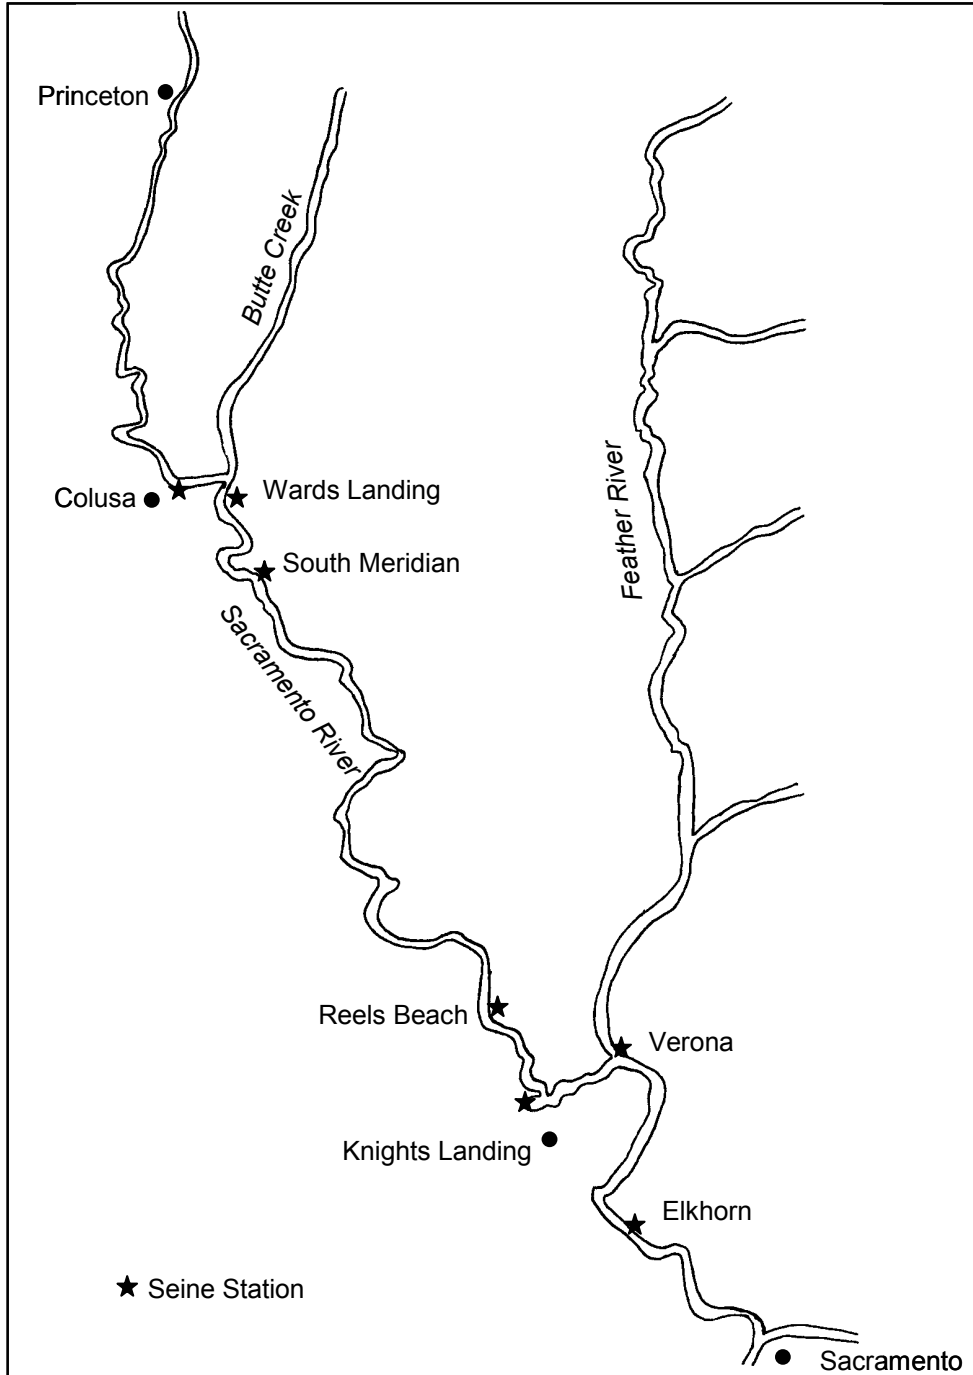 Princeton
Butte Creek
Colusa
Wards Landing
South Meridian
Feather River
Sacramento River
Reels Beach
Verona
Knights Landing
Elkhorn
Seine Station
Sacramento